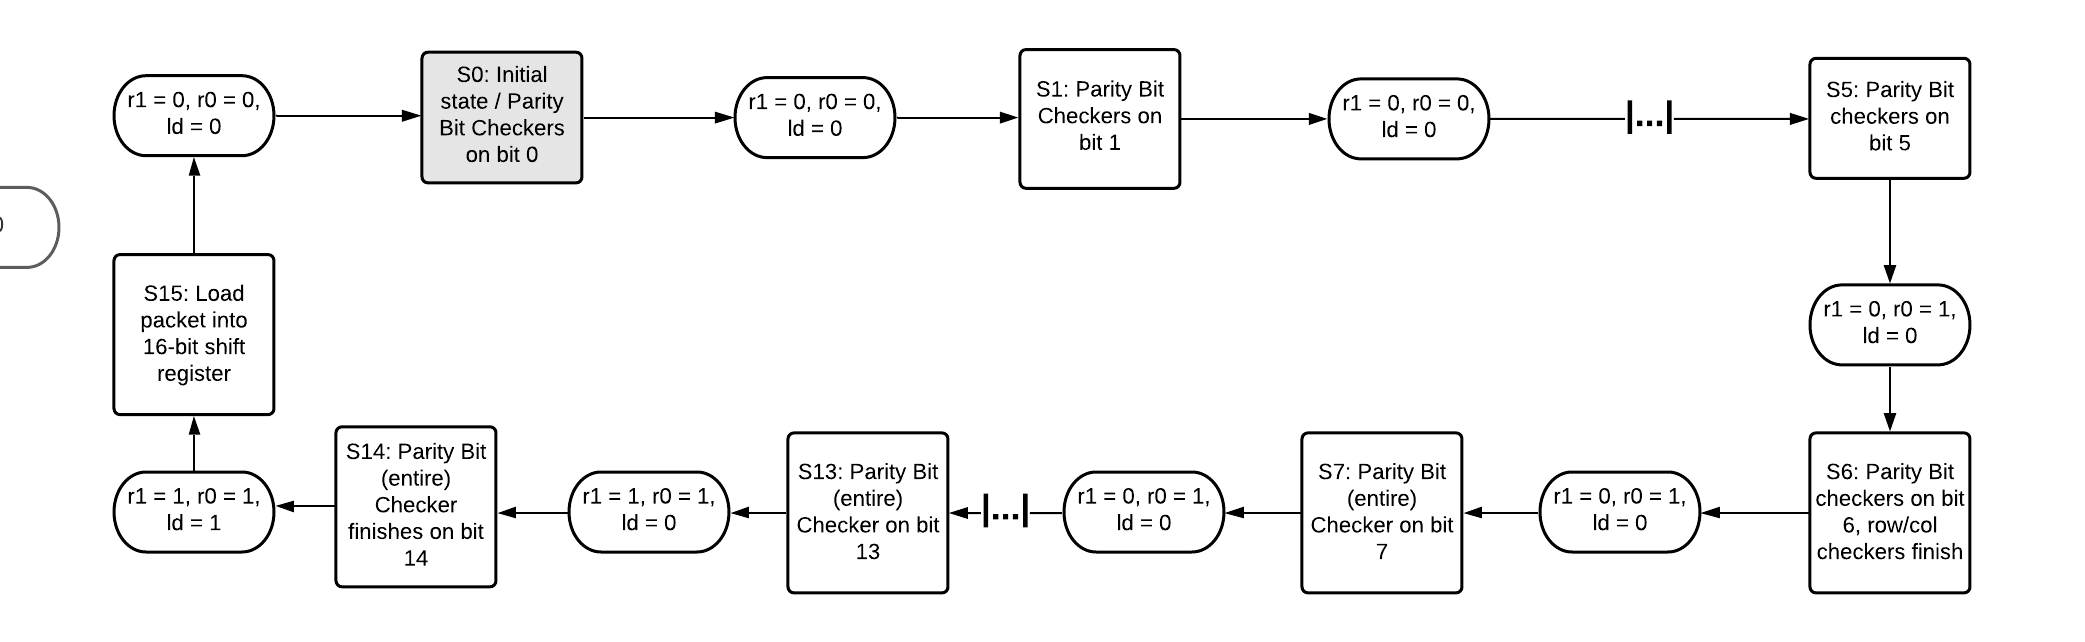 r1 = 0, r0 = 0,
ld = 0
S0: Initial
state / Parity
Bit Checkers
on bit 0
r1 = 0, r0 = 0,
ld = 0
S1: Parity Bit
Checkers on
bit 1
r1 = 0, r0 = 0,
ld = 0
|...|
S5: Parity Bit
checkers on
bit 5
r1 = 0, r0 = 1,
ld = 0
S6: Parity Bit
checkers on bit
6, row/col
checkers finish
r1 = 0, r0 = 1,
ld = 0
S7: Parity Bit
(entire)
Checker on bit
7
r1 = 0, r0 = 1,
ld = 0
|...|
S13: Parity Bit
(entire)
Checker on bit
13
r1 = 1, r0 = 1,
ld = 0
S14: Parity Bit
(entire)
Checker
finishes on bit
14
r1 = 1, r0 = 1,
ld = 1
S15: Load
packet into
16-bit shift
register